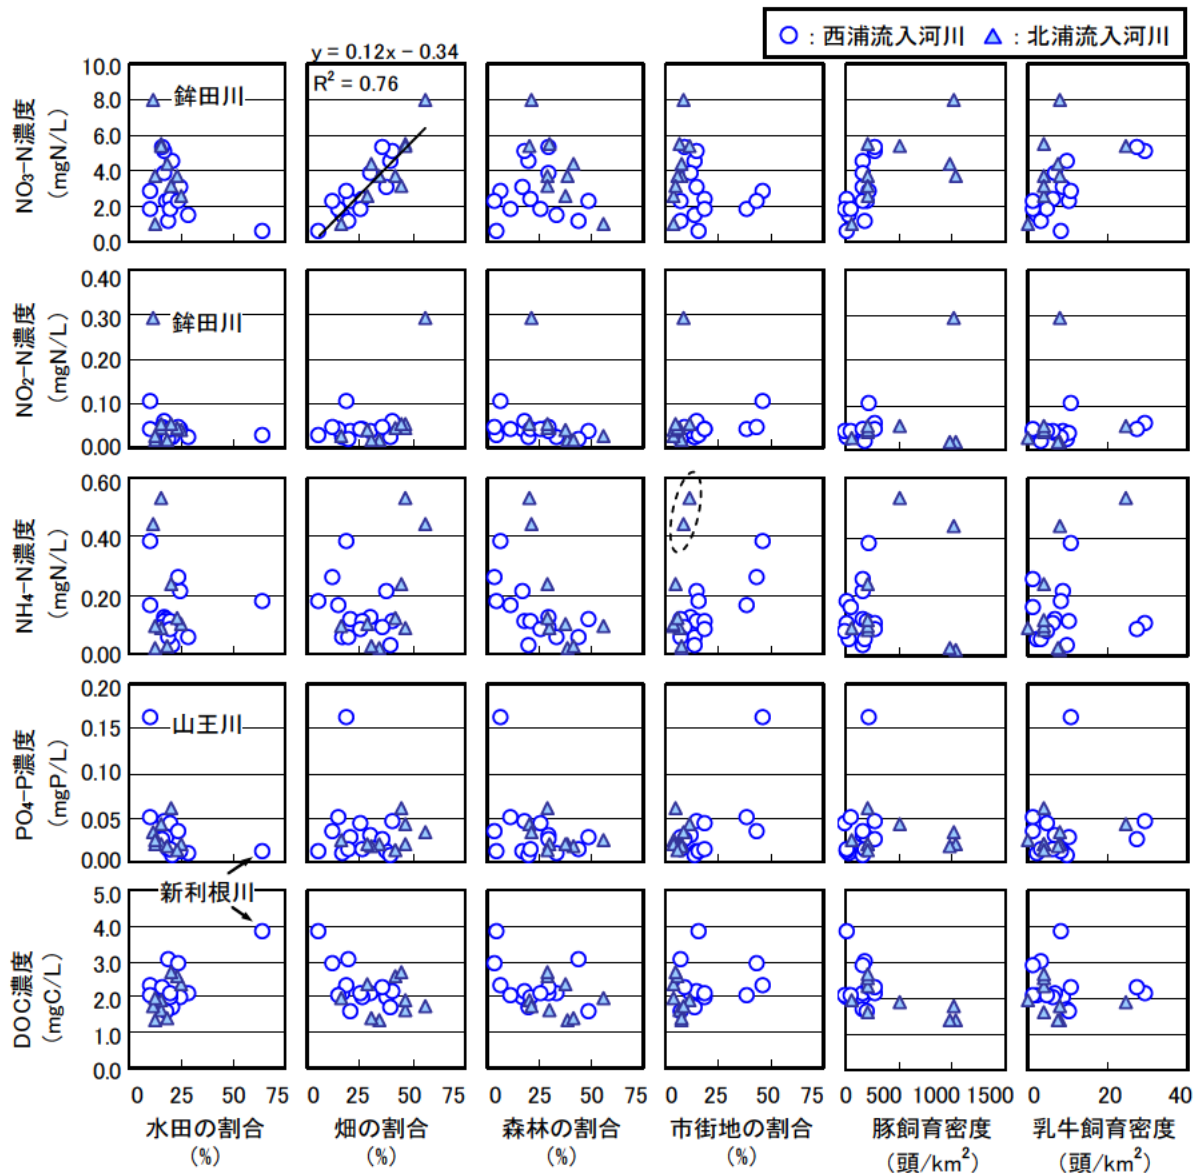 ○：西浦流入河川 △：北浦流入河川
y = 0.12x − 0.34
R² = 0.76
鉾田川
NO₃−N濃度
(mgN/L)
10.0
8.0
6.0
4.0
2.0
0.0
鉾田川
NO₂−N濃度
(mgN/L)
0.40
0.30
0.20
0.10
0.00
NH₄−N濃度
(mgN/L)
0.60
0.40
0.20
0.00
山王川
PO₄−P濃度
(mgP/L)
0.20
0.15
0.10
0.05
0.00
新利根川
DOC濃度
(mgC/L)
5.0
4.0
3.0
2.0
1.0
0.0
0 25 50 75 0 25 50 75 0 25 50 75 0 25 50 75 0 500 1000 1500 0 20 40
水田の割合 畑の割合 森林の割合 市街地の割合 豚飼育密度 乳牛飼育密度
(%) (%) (%) (%) (頭/km²) (頭/km²)